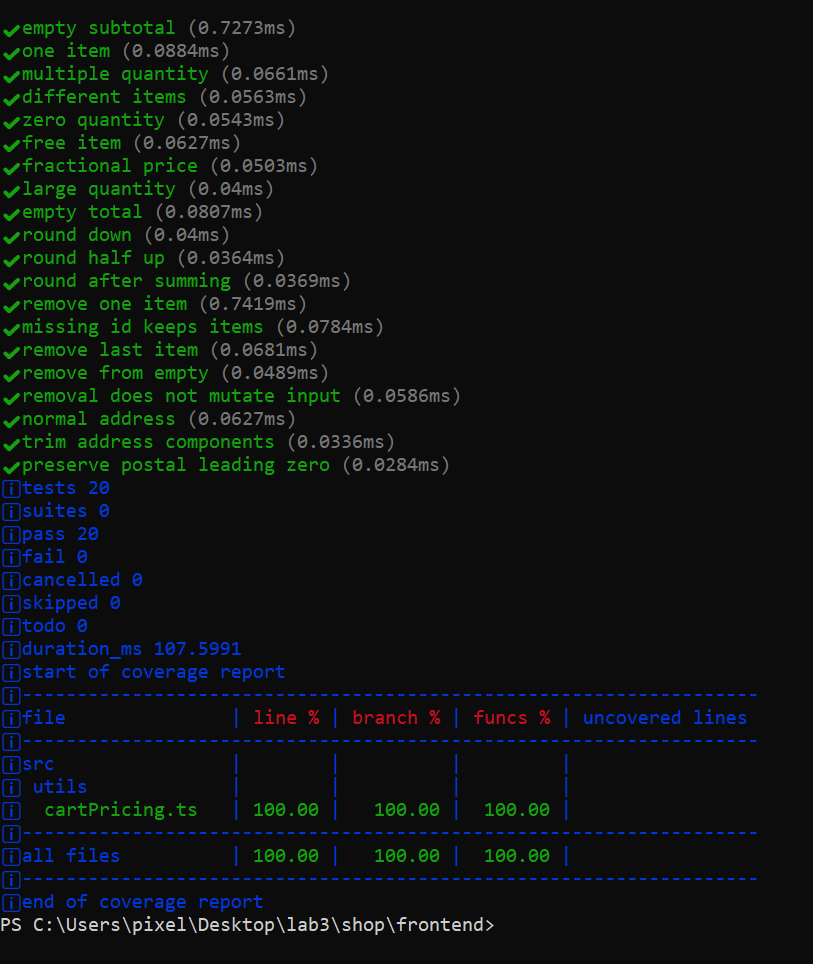 ✔empty subtotal (0.7273ms)
✔one item (0.0884ms)
✔multiple quantity (0.0661ms)
✔different items (0.0563ms)
✔zero quantity (0.0543ms)
✔free item (0.0627ms)
✔fractional price (0.0503ms)
✔large quantity (0.04ms)
✔empty total (0.0807ms)
✔round down (0.04ms)
✔round half up (0.0364ms)
✔round after summing (0.0369ms)
✔remove one item (0.7419ms)
✔missing id keeps items (0.0784ms)
✔remove last item (0.0681ms)
✔remove from empty (0.0489ms)
✔removal does not mutate input (0.0586ms)
✔normal address (0.0627ms)
✔trim address components (0.0336ms)
✔preserve postal leading zero (0.0284ms)
ℹtests 20
ℹsuites 0
ℹpass 20
ℹfail 0
ℹcancelled 0
ℹskipped 0
ℹtodo 0
ℹduration_ms 107.5991
ℹstart of coverage report
ℹ-------------------------------------------------------------------
ℹfile               | line % | branch % | funcs % | uncovered lines
ℹ-------------------------------------------------------------------
ℹsrc                |        |          |         |
ℹ utils             |        |          |         |
ℹ  cartPricing.ts   | 100.00 |   100.00 |  100.00 |
ℹ-------------------------------------------------------------------
ℹall files          | 100.00 |   100.00 |  100.00 |
ℹ-------------------------------------------------------------------
ℹend of coverage report
PS C:\Users\pixel\Desktop\lab3\shop\frontend>